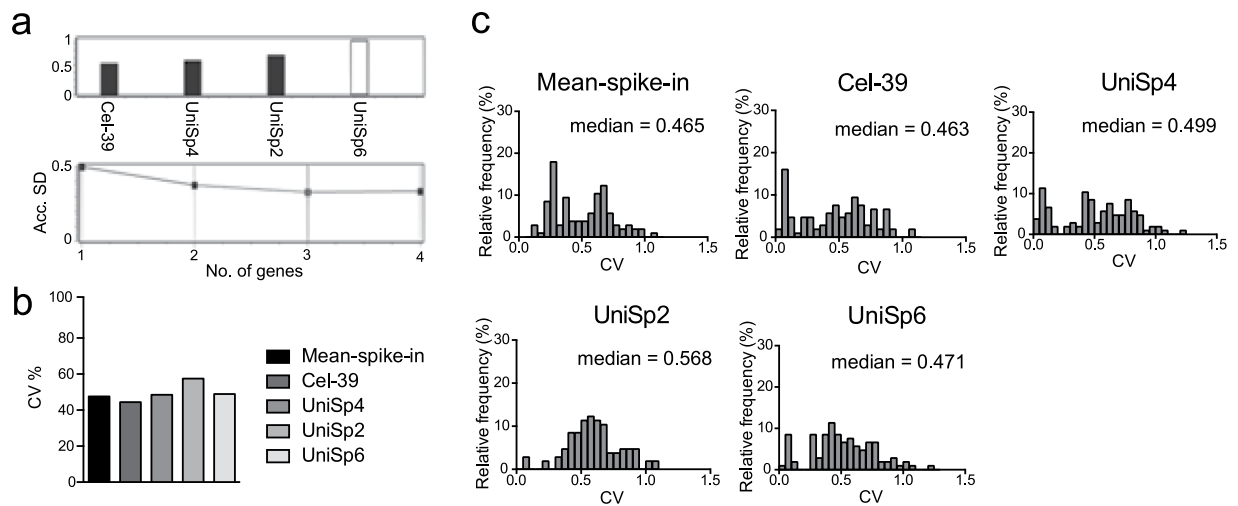 a
1
0.5
0
Cel-39
UniSp4
UniSp2
UniSp6
0.5
0
Acc. SD
1
2
3
4
No. of genes
b
100
80
60
40
20
0
CV %
Mean-spike-in
Cel-39
UniSp4
UniSp2
UniSp6
c
Mean-spike-in
median = 0.465
Relative frequency (%)
30
20
10
0
0.0 0.5 1.0 1.5
CV
Cel-39
median = 0.463
Relative frequency (%)
30
20
10
0
0.0 0.5 1.0 1.5
CV
UniSp4
median = 0.499
Relative frequency (%)
30
20
10
0
0.0 0.5 1.0 1.5
CV
UniSp2
median = 0.568
Relative frequency (%)
30
20
10
0
0.0 0.5 1.0 1.5
CV
UniSp6
median = 0.471
Relative frequency (%)
30
20
10
0
0.0 0.5 1.0 1.5
CV